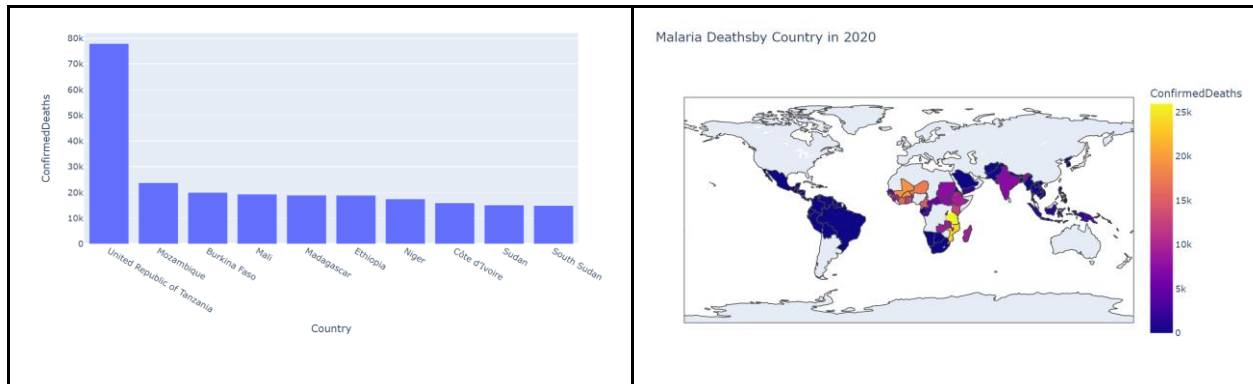 80k
70k
60k
50k
40k
30k
20k
10k
0
ConfirmedDeaths
United Republic of Tanzania
Mozambique
Burkina Faso
Mali
Madagascar
Ethiopia
Niger
Côte d'Ivoire
Sudan
South Sudan
Country
Malaria Deathsby Country in 2020
ConfirmedDeaths
25k
20k
15k
10k
5k
0